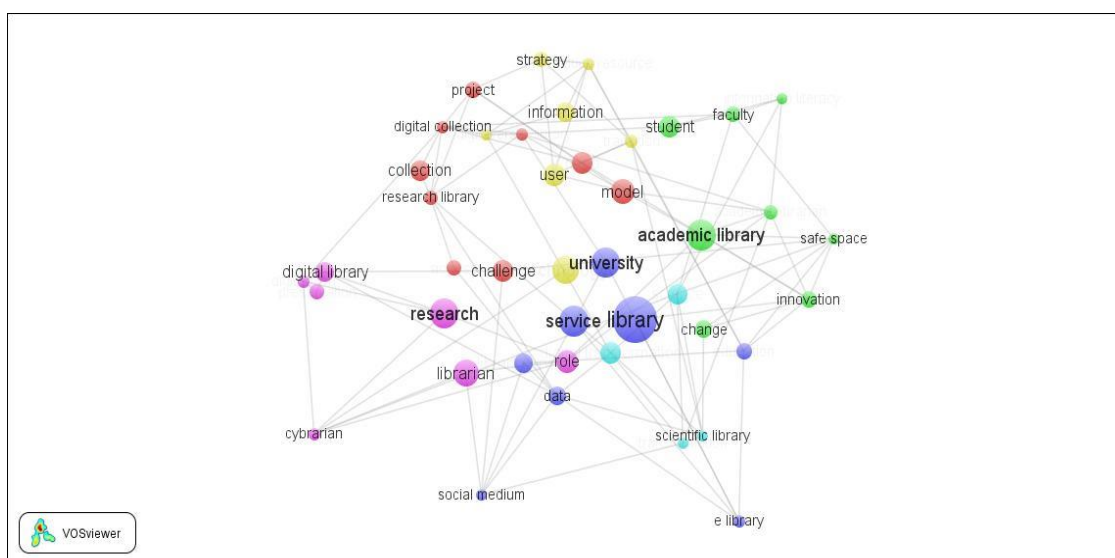 strategy
project
information
digital collection
faculty
student
collection
user
research library
model
academic library
safe space
university
digital library
challenge
innovation
research
service
library
change
role
librarian
data
cybrarian
scientific library
social medium
e library
VOSviewer